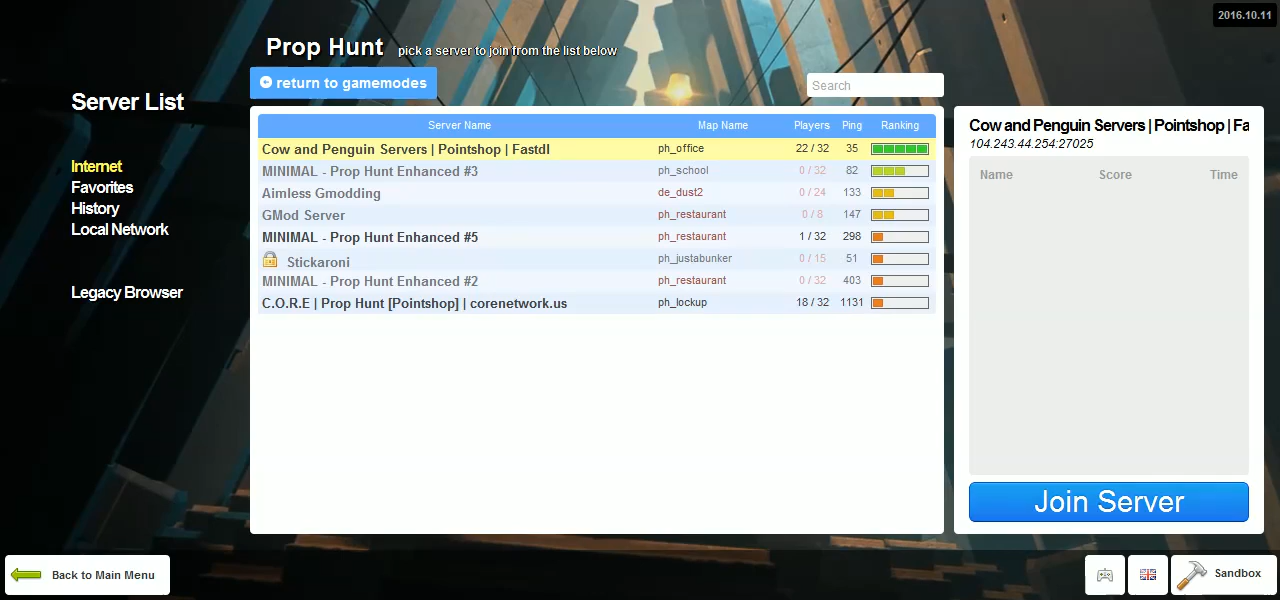 2016.10.11
Prop Hunt pick a server to join from the list below
return to gamemodes
Search
Server List
Internet
Favorites
History
Local Network
Legacy Browser
Server Name Map Name Players Ping Ranking
Cow and Penguin Servers | Pointshop | Fastdl ph_office 22 / 32 35
MINIMAL - Prop Hunt Enhanced #3 ph_school 0 / 32 82
Aimless Gmodding de_dust2 0 / 24 133
GMod Server ph_restaurant 0 / 8 147
MINIMAL - Prop Hunt Enhanced #5 ph_restaurant 1 / 32 298
Stickaroni ph_justabunker 0 / 15 51
MINIMAL - Prop Hunt Enhanced #2 ph_restaurant 0 / 32 403
C.O.R.E | Prop Hunt [Pointshop] | corenetwork.us ph_lockup 18 / 32 1131
Cow and Penguin Servers | Pointshop | Fa
104.243.44.254:27025
Name Score Time
Join Server
Back to Main Menu
Sandbox